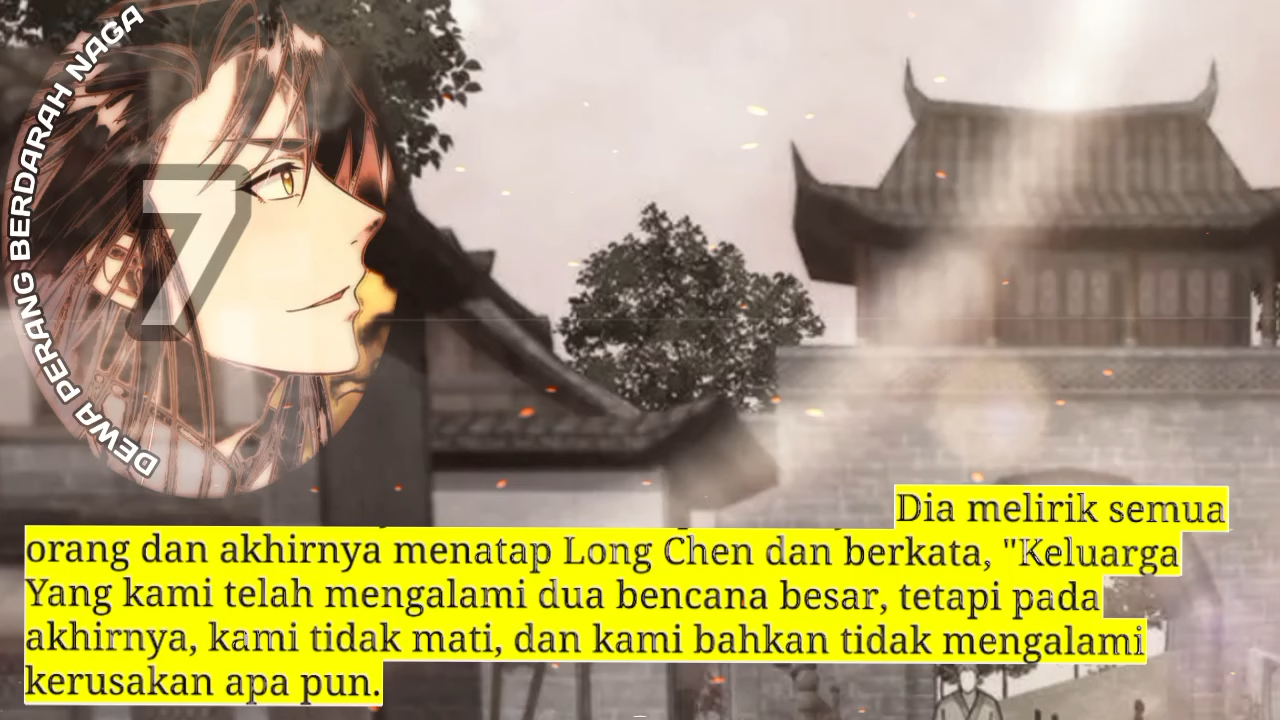 DEWA PERANG BERDARAH NAGA
7
Dia melirik semua
orang dan akhirnya menatap Long Chen dan berkata, "Keluarga
Yang kami telah mengalami dua bencana besar, tetapi pada
akhirnya, kami tidak mati, dan kami bahkan tidak mengalami
kerusakan apa pun.